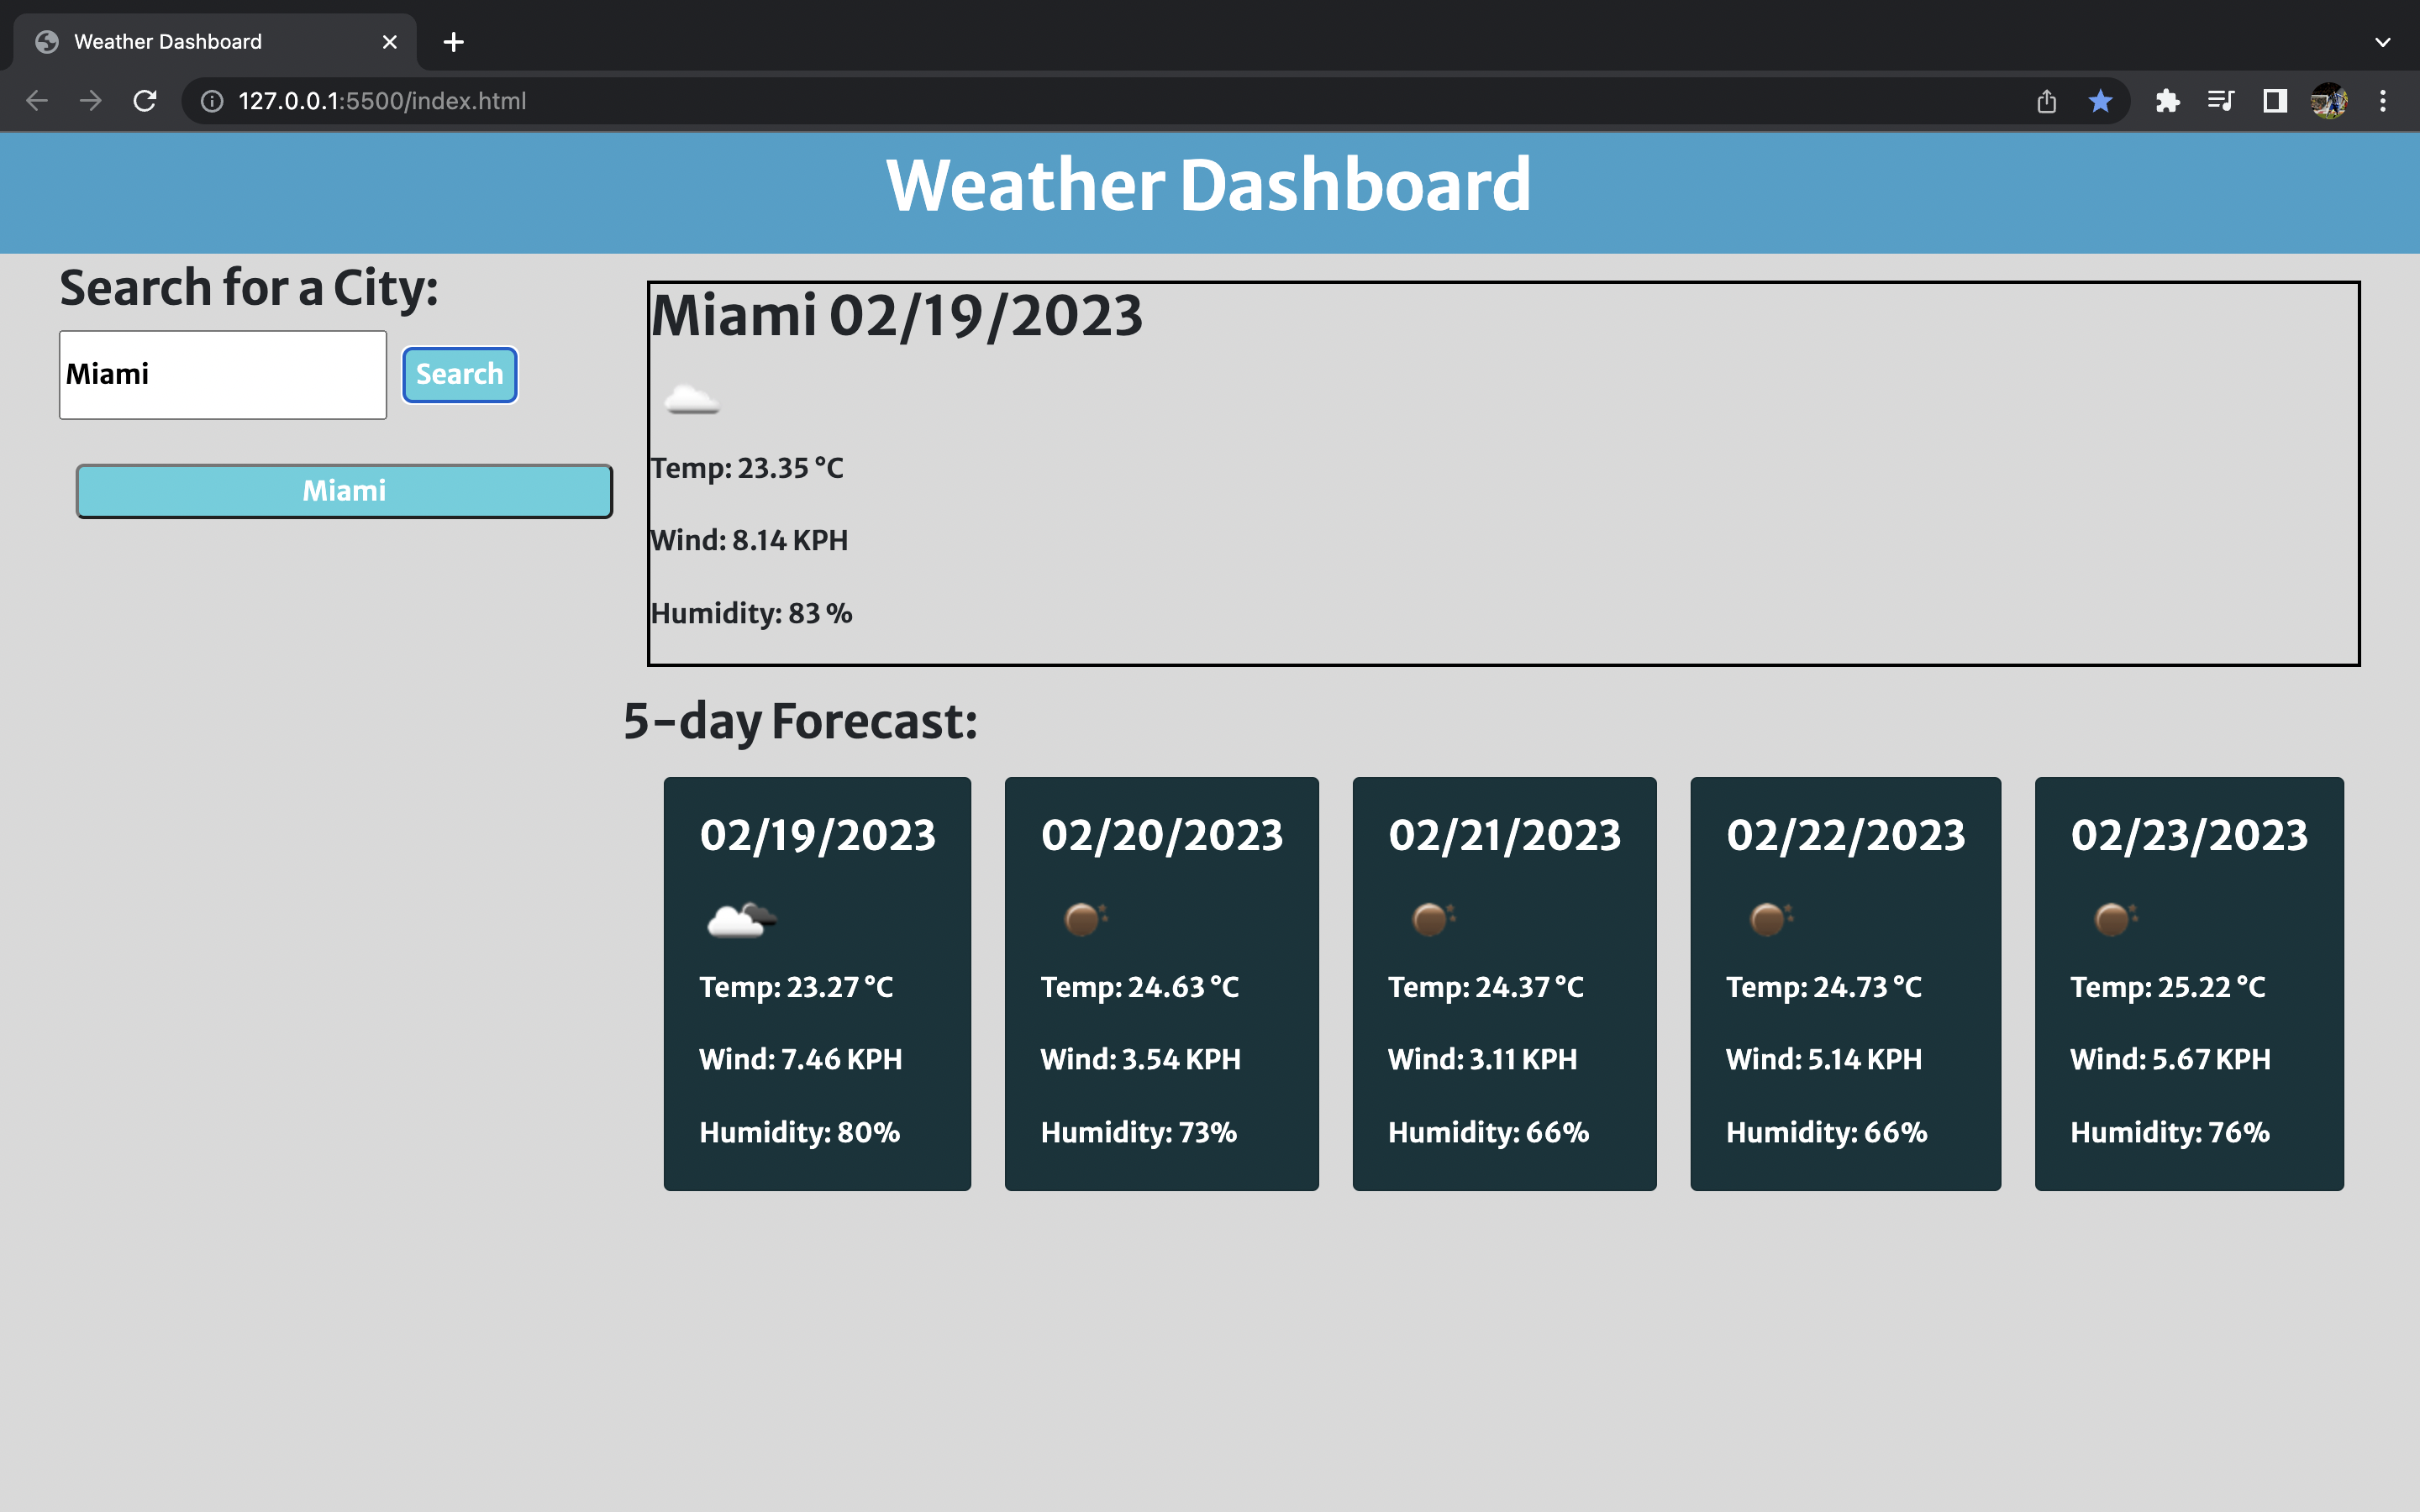 Weather Dashboard
127.0.0.1:5500/index.html
Weather Dashboard
Search for a City:
Miami
Search
Miami
Miami 02/19/2023
Temp: 23.35 °C
Wind: 8.14 KPH
Humidity: 83 %
5-day Forecast:
02/19/2023
Temp: 23.27 °C
Wind: 7.46 KPH
Humidity: 80%
02/20/2023
Temp: 24.63 °C
Wind: 3.54 KPH
Humidity: 73%
02/21/2023
Temp: 24.37 °C
Wind: 3.11 KPH
Humidity: 66%
02/22/2023
Temp: 24.73 °C
Wind: 5.14 KPH
Humidity: 66%
02/23/2023
Temp: 25.22 °C
Wind: 5.67 KPH
Humidity: 76%